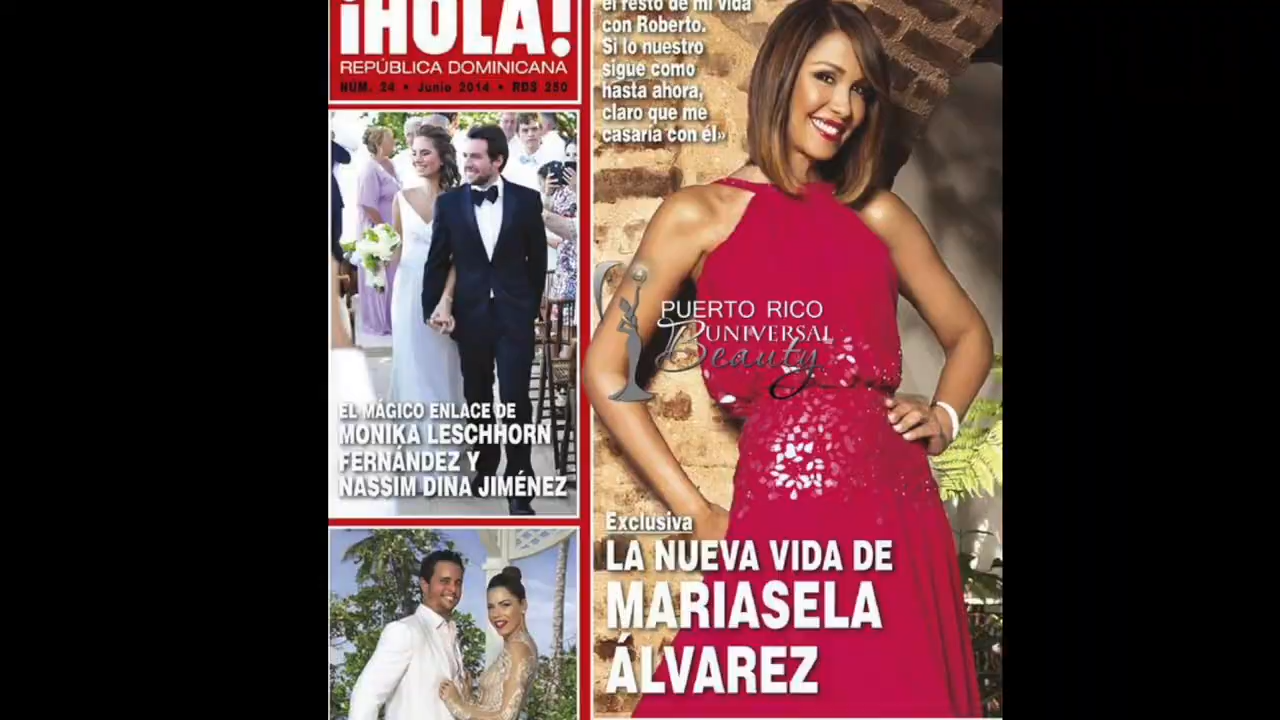 ¡HOLA!
REPÚBLICA DOMINICANA
NÚM. 24 • Junio 2014 • RD$ 250
el resto de mi vida
con Roberto.
Si lo nuestro
sigue como
hasta ahora,
claro que me
casaría con él»
PUERTO RICO
UNIVERSAL
Beauty
EL MÁGICO ENLACE DE
MONIKA LESCHHORN
FERNÁNDEZ Y
NASSIM DINA JIMÉNEZ
Exclusiva
LA NUEVA VIDA DE
MARIASELA
ÁLVAREZ